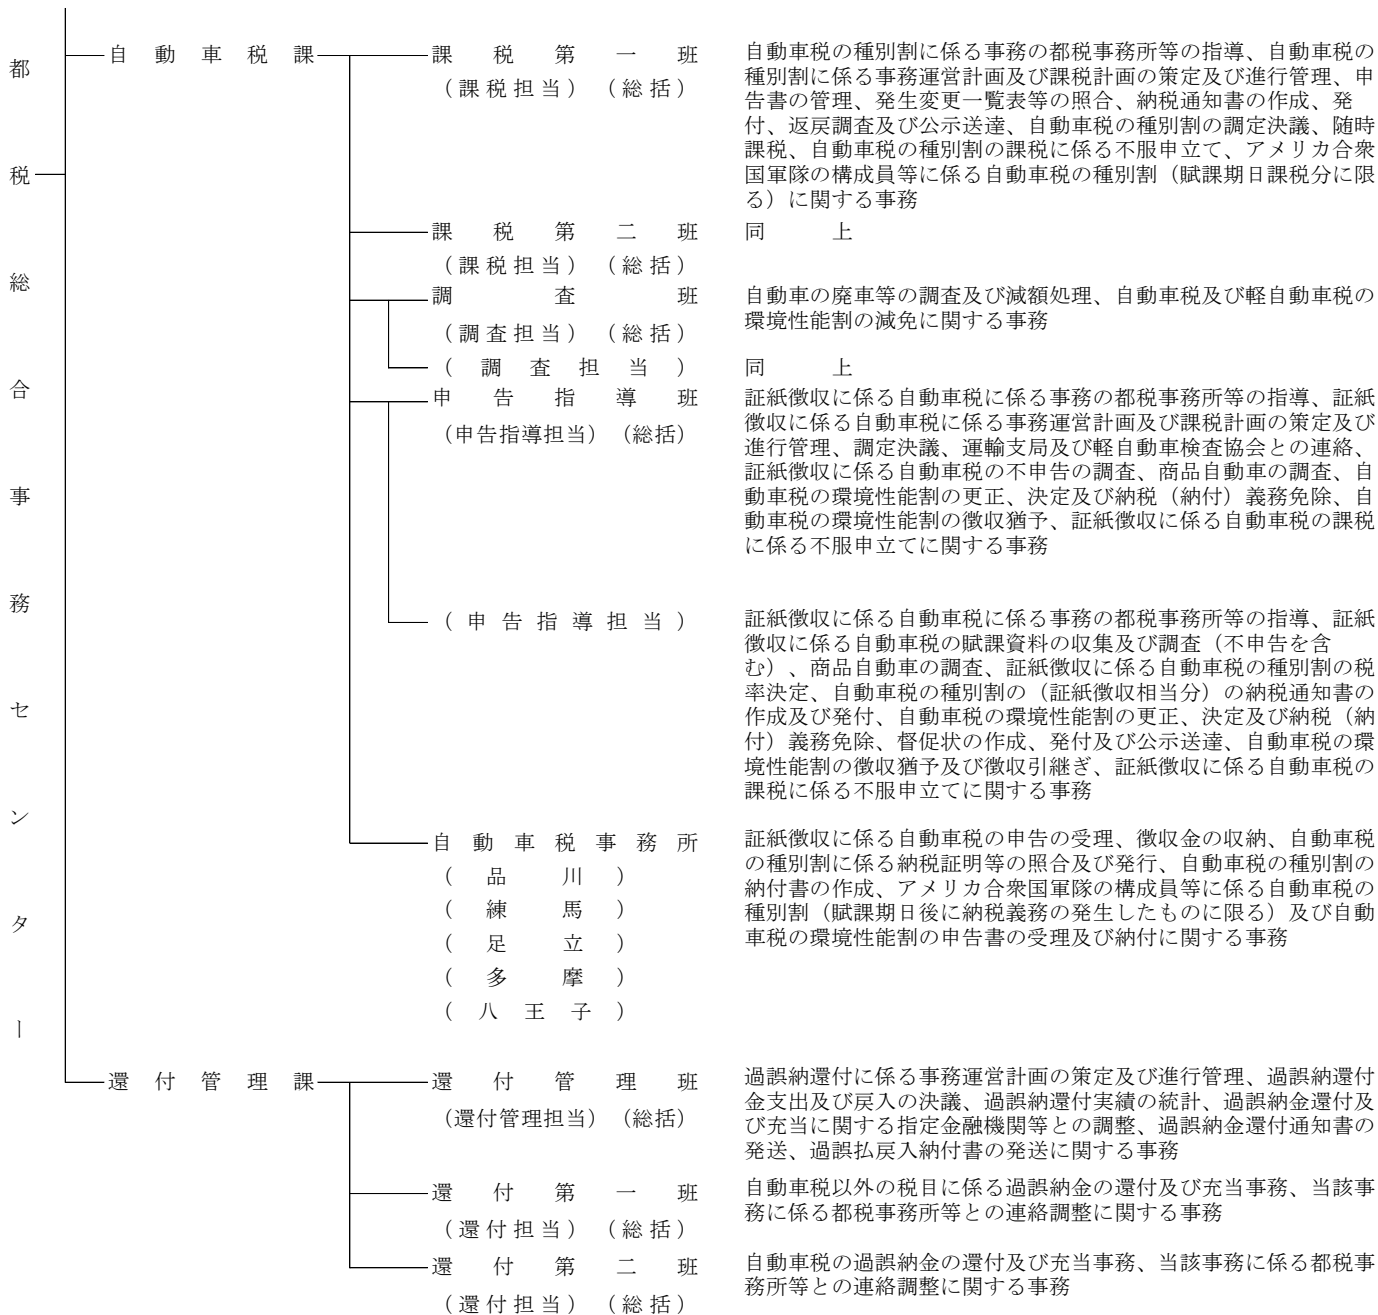 都税総合事務センター
自動車税課
課税第一班
（課税担当）（総括）
自動車税の種別割に係る事務の都税事務所等の指導、自動車税の
種別割に係る事務運営計画及び課税計画の策定及び進行管理、申
告書の管理、発生変更一覧表等の照合、納税通知書の作成、発
付、返戻調査及び公示送達、自動車税の種別割の調定決議、随時
課税、自動車税の種別割の課税に係る不服申立て、アメリカ合衆
国軍隊の構成員等に係る自動車税の種別割（賦課期日課税分に限
る）に関する事務
課税第二班
（課税担当）（総括）
同上
調査班
（調査担当）（総括）
自動車の廃車等の調査及び減額処理、自動車税及び軽自動車税の
環境性能割の減免に関する事務
（調査担当）
同上
申告指導班
（申告指導担当）（総括）
証紙徴収に係る自動車税に係る事務の都税事務所等の指導、証紙
徴収に係る自動車税に係る事務運営計画及び課税計画の策定及び
進行管理、調定決議、運輸支局及び軽自動車検査協会との連絡、
証紙徴収に係る自動車税の不申告の調査、商品自動車の調査、自
動車税の環境性能割の更正、決定及び納税（納付）義務免除、自
動車税の環境性能割の徴収猶予、証紙徴収に係る自動車税の課税
に係る不服申立てに関する事務
（申告指導担当）
証紙徴収に係る自動車税に係る事務の都税事務所等の指導、証紙
徴収に係る自動車税の賦課資料の収集及び調査（不申告を含
む）、商品自動車の調査、証紙徴収に係る自動車税の種別割の税
率決定、自動車税の種別割の（証紙徴収相当分）の納税通知書の
作成及び発付、自動車税の環境性能割の更正、決定及び納税（納
付）義務免除、督促状の作成、発付及び公示送達、自動車税の環
境性能割の徴収猶予及び徴収引継ぎ、証紙徴収に係る自動車税の
課税に係る不服申立てに関する事務
自動車税事務所
（品川）
（練馬）
（足立）
（多摩）
（八王子）
証紙徴収に係る自動車税の申告の受理、徴収金の収納、自動車税
の種別割に係る納税証明等の照合及び発行、自動車税の種別割の
納付書の作成、アメリカ合衆国軍隊の構成員等に係る自動車税の
種別割（賦課期日後に納税義務の発生したものに限る）及び自動
車税の環境性能割の申告書の受理及び納付に関する事務
還付管理課
還付管理班
（還付管理担当）（総括）
過誤納還付に係る事務運営計画の策定及び進行管理、過誤納還付
金支出及び戻入の決議、過誤納還付実績の統計、過誤納金還付及
び充当に関する指定金融機関等との調整、過誤納金還付通知書の
発送、過誤払戻入納付書の発送に関する事務
還付第一班
（還付担当）（総括）
自動車税以外の税目に係る過誤納金の還付及び充当事務、当該事
務に係る都税事務所等との連絡調整に関する事務
還付第二班
（還付担当）（総括）
自動車税の過誤納金の還付及び充当事務、当該事務に係る都税事
務所等との連絡調整に関する事務